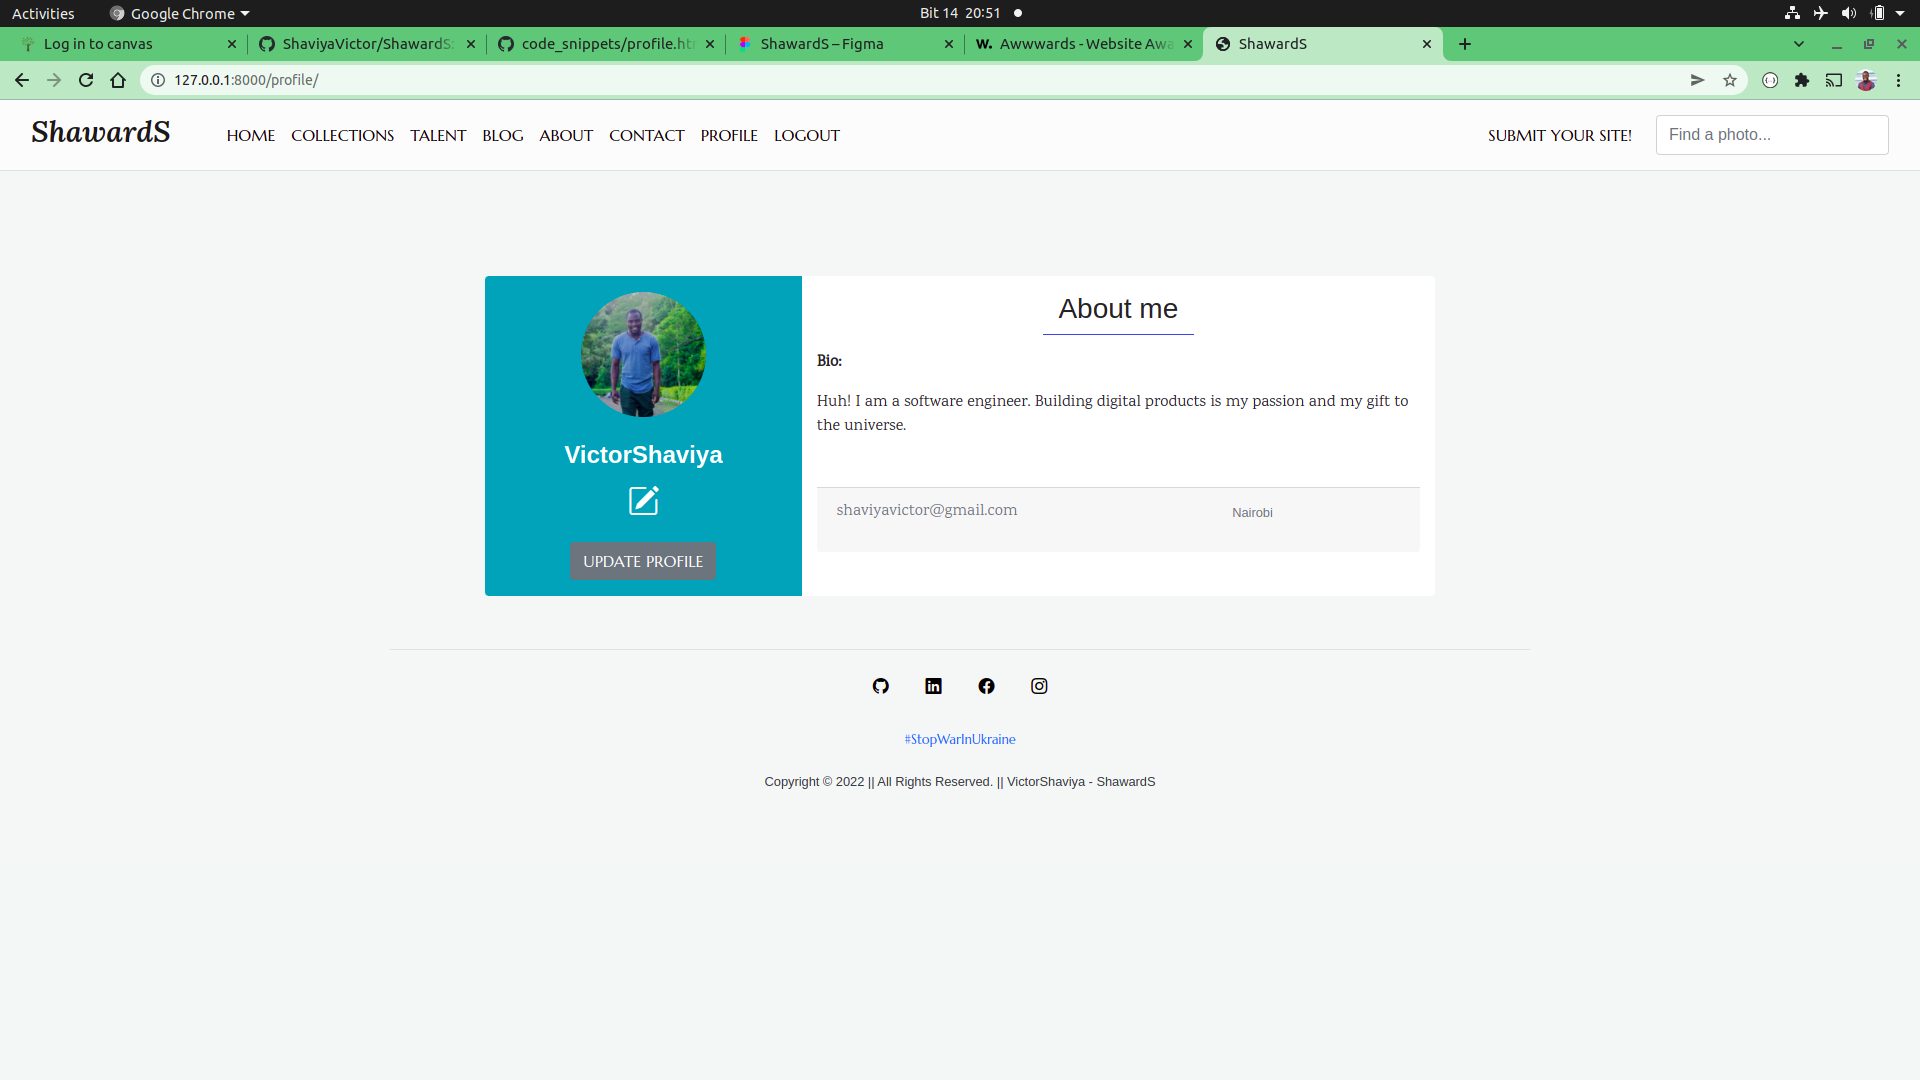 Activities
Google Chrome
Bit 14 20:51
Log in to canvas
ShaviyaVictor/ShawardS:
code_snippets/profile.htm
ShawardS – Figma
W. Awwwards - Website Awa
ShawardS
127.0.0.1:8000/profile/
ShawardS
HOME COLLECTIONS TALENT BLOG ABOUT CONTACT PROFILE LOGOUT
SUBMIT YOUR SITE!
Find a photo...
VictorShaviya
UPDATE PROFILE
About me
Bio:
Huh! I am a software engineer. Building digital products is my passion and my gift to
the universe.
shaviyavictor@gmail.com
Nairobi
#StopWarInUkraine
Copyright © 2022 || All Rights Reserved. || VictorShaviya - ShawardS